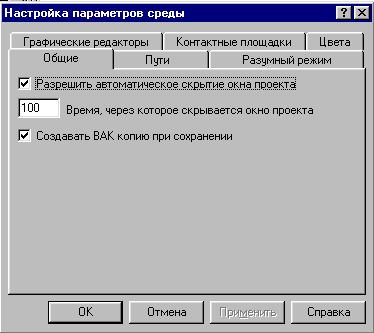 Настройка параметров среды
Графические редакторы Контактные площадки Цвета
Общие Пути Разумный режим
Разрешить автоматическое скрытие окна проекта
100 Время, через которое скрывается окно проекта
Создавать BAK копию при сохранении
OK Отмена Применить Справка